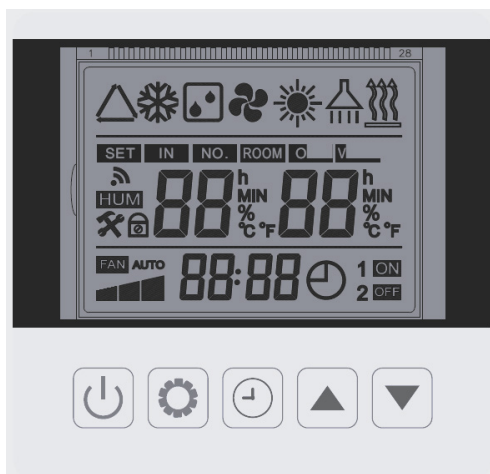 1 28
SET IN NO. ROOM O V
88 h 88 h
MIN MIN
HUM % %
°C °F °C °F
FAN AUTO 88:88 1 ON
2 OFF